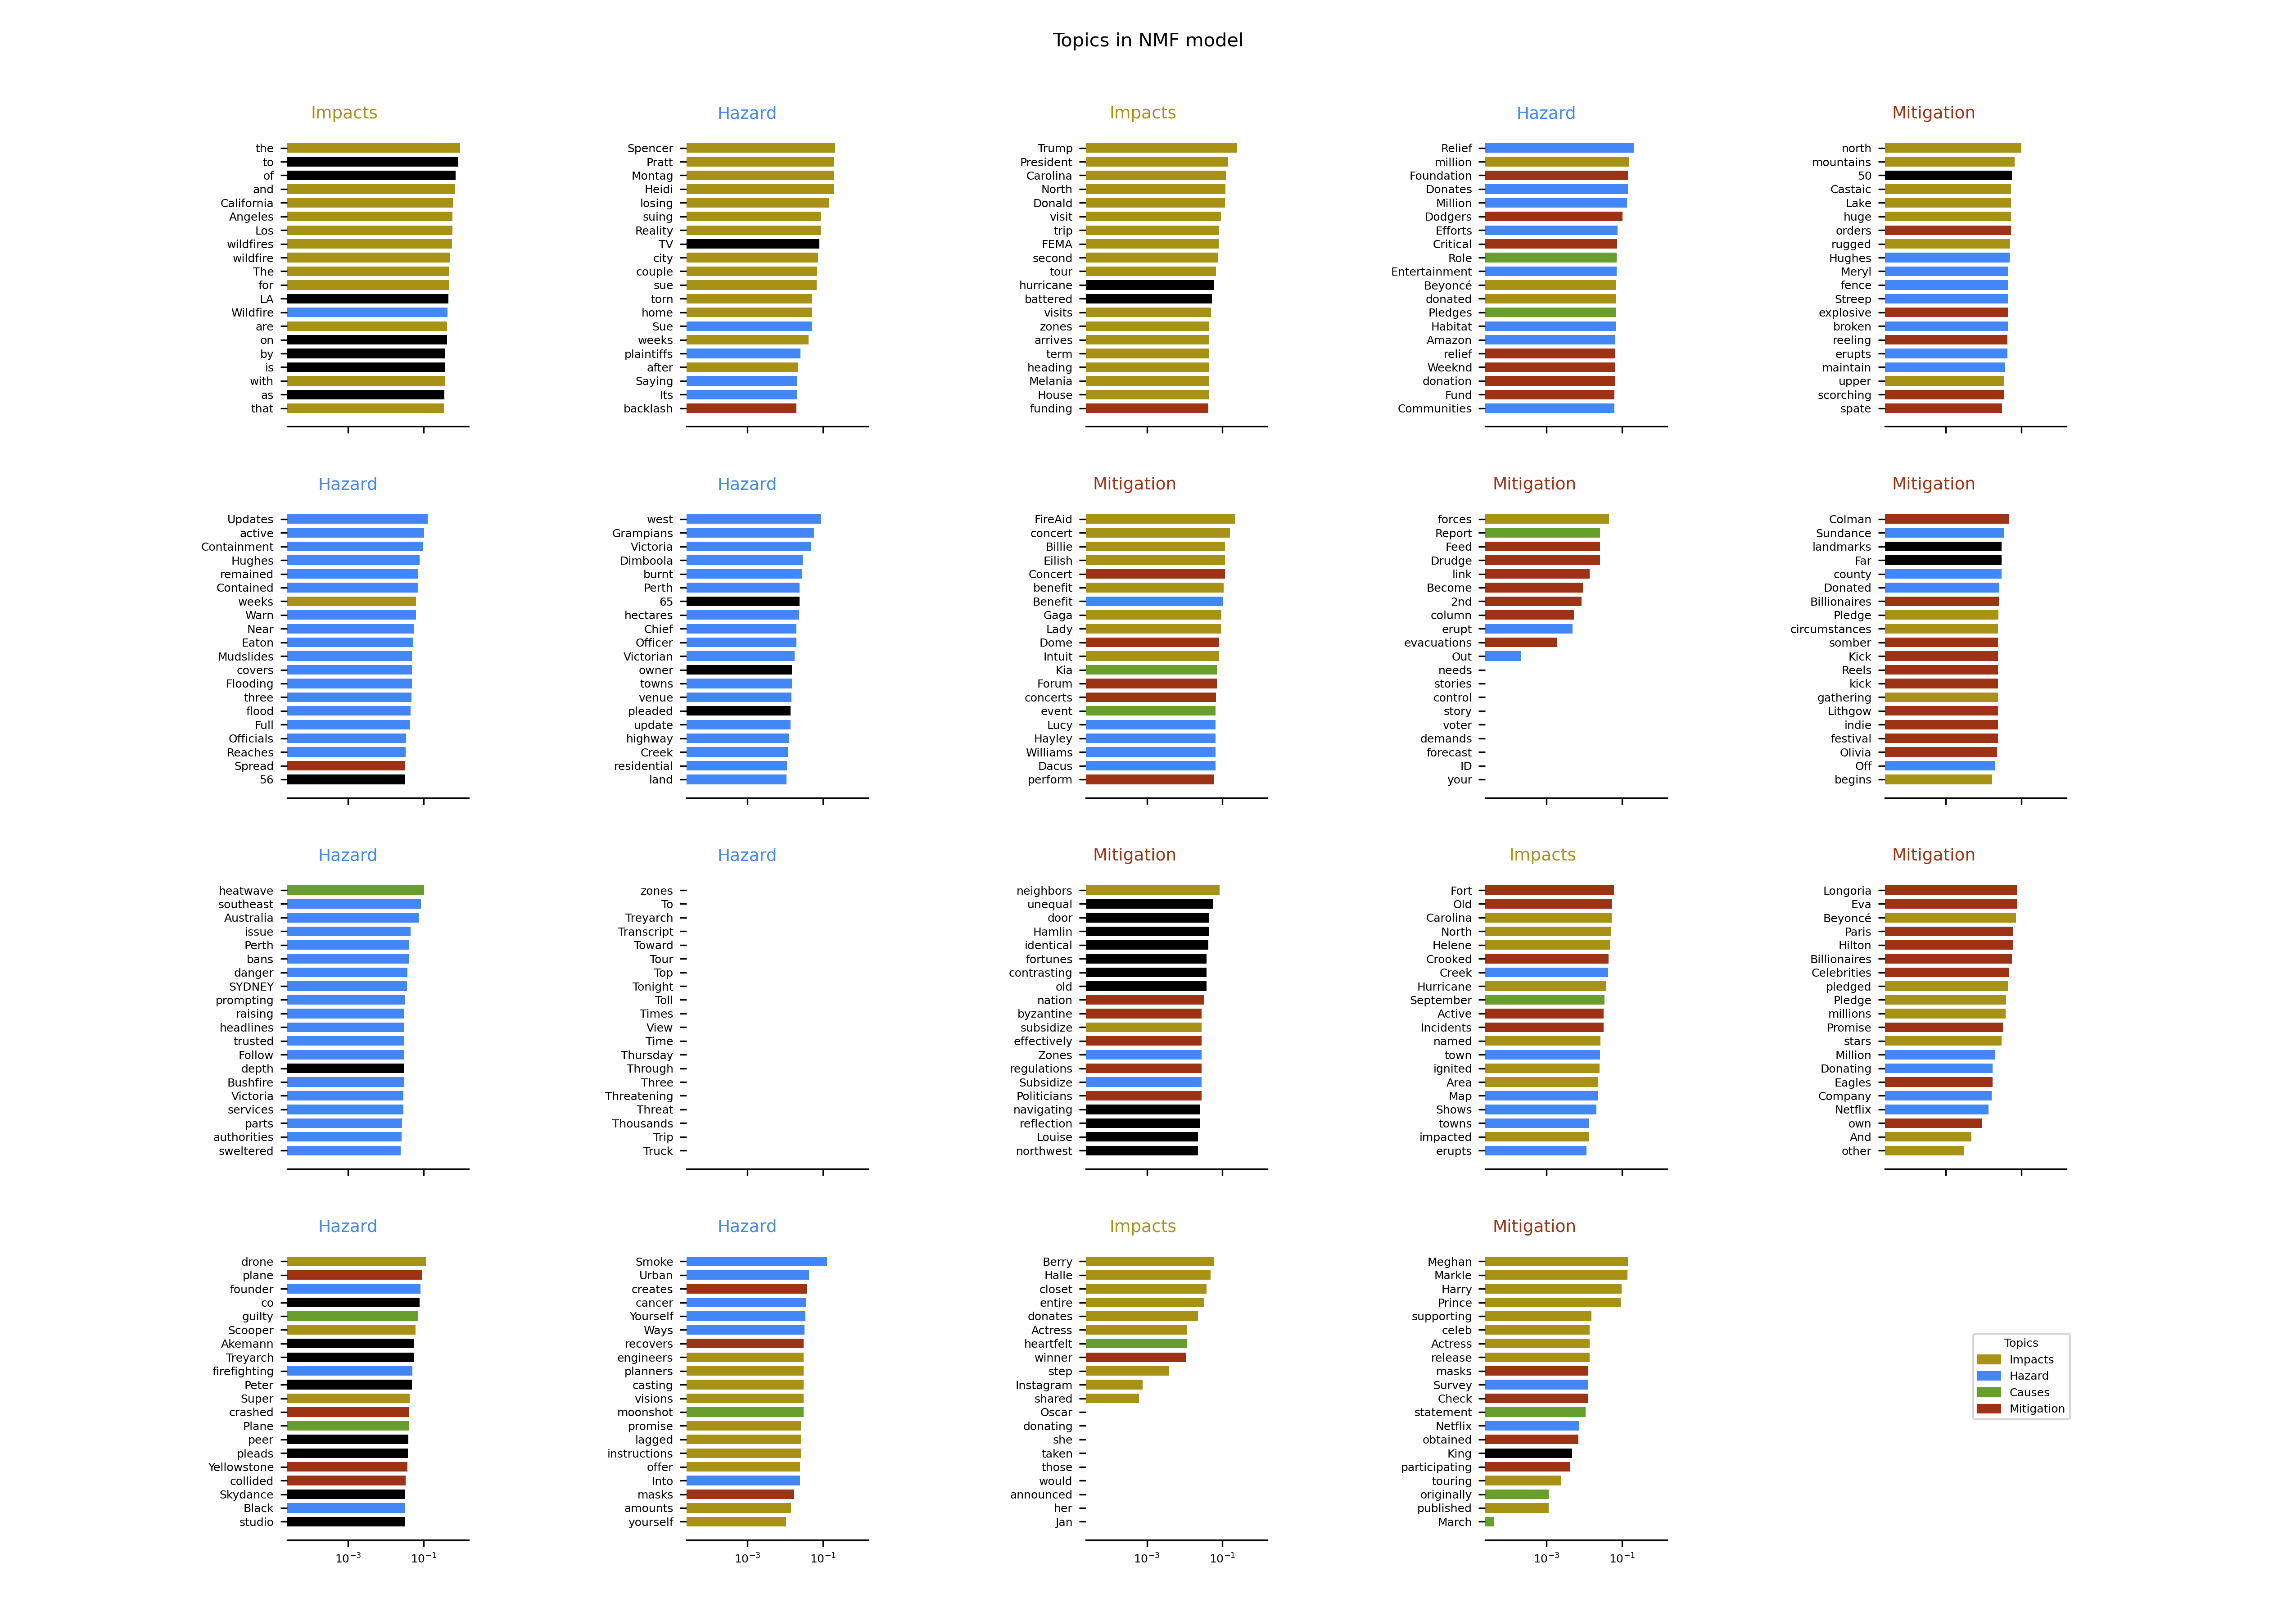 Topics in NMF model
Impacts
the
to
of
and
California
Angeles
Los
wildfires
wildfire
The
for
LA
Wildfire
are
on
by
is
with
as
that
Hazard
Spencer
Pratt
Montag
Heidi
losing
suing
Reality
TV
city
couple
sue
torn
home
Sue
weeks
plaintiffs
after
Saying
Its
backlash
Impacts
Trump
President
Carolina
North
Donald
visit
trip
FEMA
second
tour
hurricane
battered
visits
zones
arrives
term
heading
Melania
House
funding
Hazard
Relief
million
Foundation
Donates
Million
Dodgers
Efforts
Critical
Role
Entertainment
Beyoncé
donated
Pledges
Habitat
Amazon
relief
Weeknd
donation
Fund
Communities
Mitigation
north
mountains
50
Castaic
Lake
huge
orders
rugged
Hughes
Meryl
fence
Streep
explosive
broken
reeling
erupts
maintain
upper
scorching
spate
Hazard
Updates
active
Containment
Hughes
remained
Contained
weeks
Warn
Near
Eaton
Mudslides
covers
Flooding
three
flood
Full
Officials
Reaches
Spread
56
Hazard
west
Grampians
Victoria
Dimboola
burnt
Perth
65
hectares
Chief
Officer
Victorian
owner
towns
venue
pleaded
update
highway
Creek
residential
land
Mitigation
FireAid
concert
Billie
Eilish
Concert
benefit
Benefit
Gaga
Lady
Dome
Intuit
Kia
Forum
concerts
event
Lucy
Hayley
Williams
Dacus
perform
Mitigation
forces
Report
Feed
Drudge
link
Become
2nd
column
erupt
evacuations
Out
needs
stories
control
story
voter
demands
forecast
ID
your
Mitigation
Colman
Sundance
landmarks
Far
county
Donated
Billionaires
Pledge
circumstances
somber
Kick
Reels
kick
gathering
Lithgow
indie
festival
Olivia
Off
begins
Hazard
heatwave
southeast
Australia
issue
Perth
bans
danger
SYDNEY
prompting
raising
headlines
trusted
Follow
depth
Bushfire
Victoria
services
parts
authorities
sweltered
Hazard
zones
To
Treyarch
Transcript
Toward
Tour
Top
Tonight
Toll
Times
View
Time
Thursday
Through
Three
Threatening
Threat
Thousands
Trip
Truck
Mitigation
neighbors
unequal
door
Hamlin
identical
fortunes
contrasting
old
nation
byzantine
subsidize
effectively
Zones
regulations
Subsidize
Politicians
navigating
reflection
Louise
northwest
Impacts
Fort
Old
Carolina
North
Helene
Crooked
Creek
Hurricane
September
Active
Incidents
named
town
ignited
Area
Map
Shows
towns
impacted
erupts
Mitigation
Longoria
Eva
Beyoncé
Paris
Hilton
Billionaires
Celebrities
pledged
Pledge
millions
Promise
stars
Million
Donating
Eagles
Company
Netflix
own
And
other
Hazard
drone
plane
founder
co
guilty
Scooper
Akemann
Treyarch
firefighting
Peter
Super
crashed
Plane
peer
pleads
Yellowstone
collided
Skydance
Black
studio
10⁻³ 10⁻¹
Hazard
Smoke
Urban
creates
cancer
Yourself
Ways
recovers
engineers
planners
casting
visions
moonshot
promise
lagged
instructions
offer
Into
masks
amounts
yourself
10⁻³ 10⁻¹
Impacts
Berry
Halle
closet
entire
donates
Actress
heartfelt
winner
step
Instagram
shared
Oscar
donating
she
taken
those
would
announced
her
Jan
10⁻³ 10⁻¹
Mitigation
Meghan
Markle
Harry
Prince
supporting
celeb
Actress
release
masks
Survey
Check
statement
Netflix
obtained
King
participating
touring
originally
published
March
10⁻³ 10⁻¹
Topics
Impacts
Hazard
Causes
Mitigation